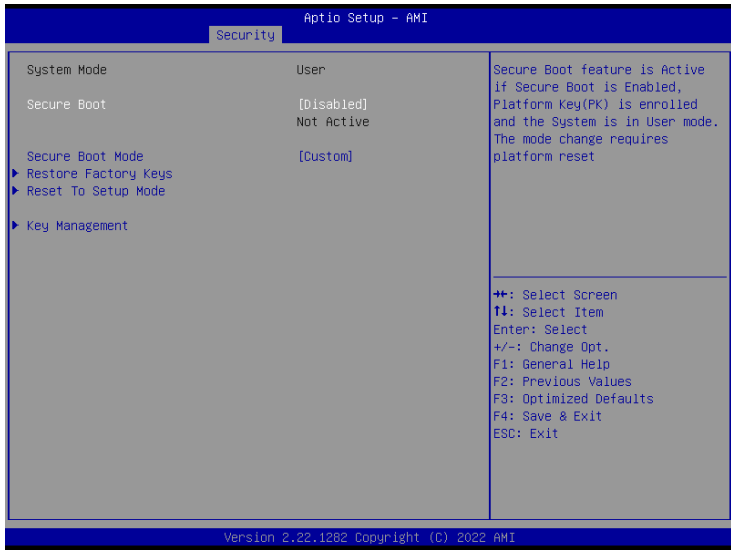 Aptio Setup – AMI
Security
System Mode User
Secure Boot [Disabled]
Not Active
Secure Boot Mode [Custom]
▶ Restore Factory Keys
▶ Reset To Setup Mode
▶ Key Management
Secure Boot feature is Active
if Secure Boot is Enabled,
Platform Key(PK) is enrolled
and the System is in User mode.
The mode change requires
platform reset
→←: Select Screen
↑↓: Select Item
Enter: Select
+/-: Change Opt.
F1: General Help
F2: Previous Values
F3: Optimized Defaults
F4: Save & Exit
ESC: Exit
Version 2.22.1282 Copyright (C) 2022 AMI